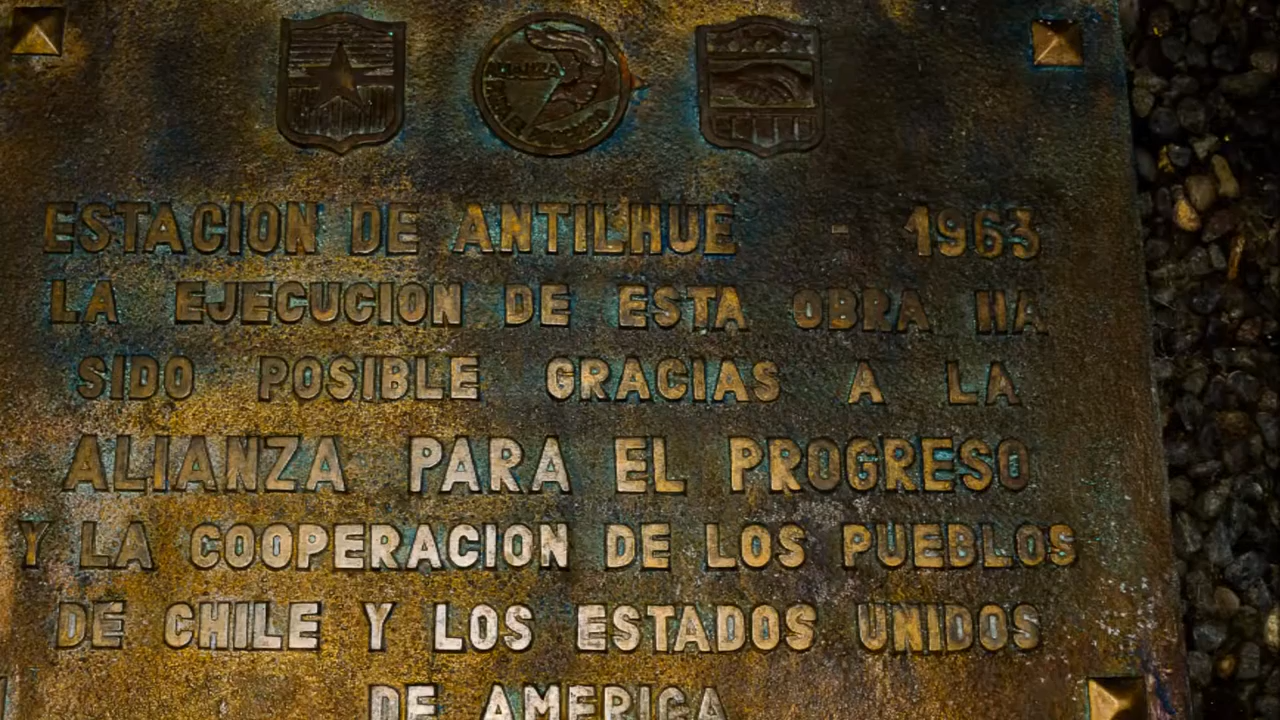 ALIANZA
ESTACION DE ANTILHUE - 1963
LA EJECUCION DE ESTA OBRA HA
SIDO POSIBLE GRACIAS A LA
ALIANZA PARA EL PROGRESO
Y LA COOPERACION DE LOS PUEBLOS
DE CHILE Y LOS ESTADOS UNIDOS
DE AMERICA